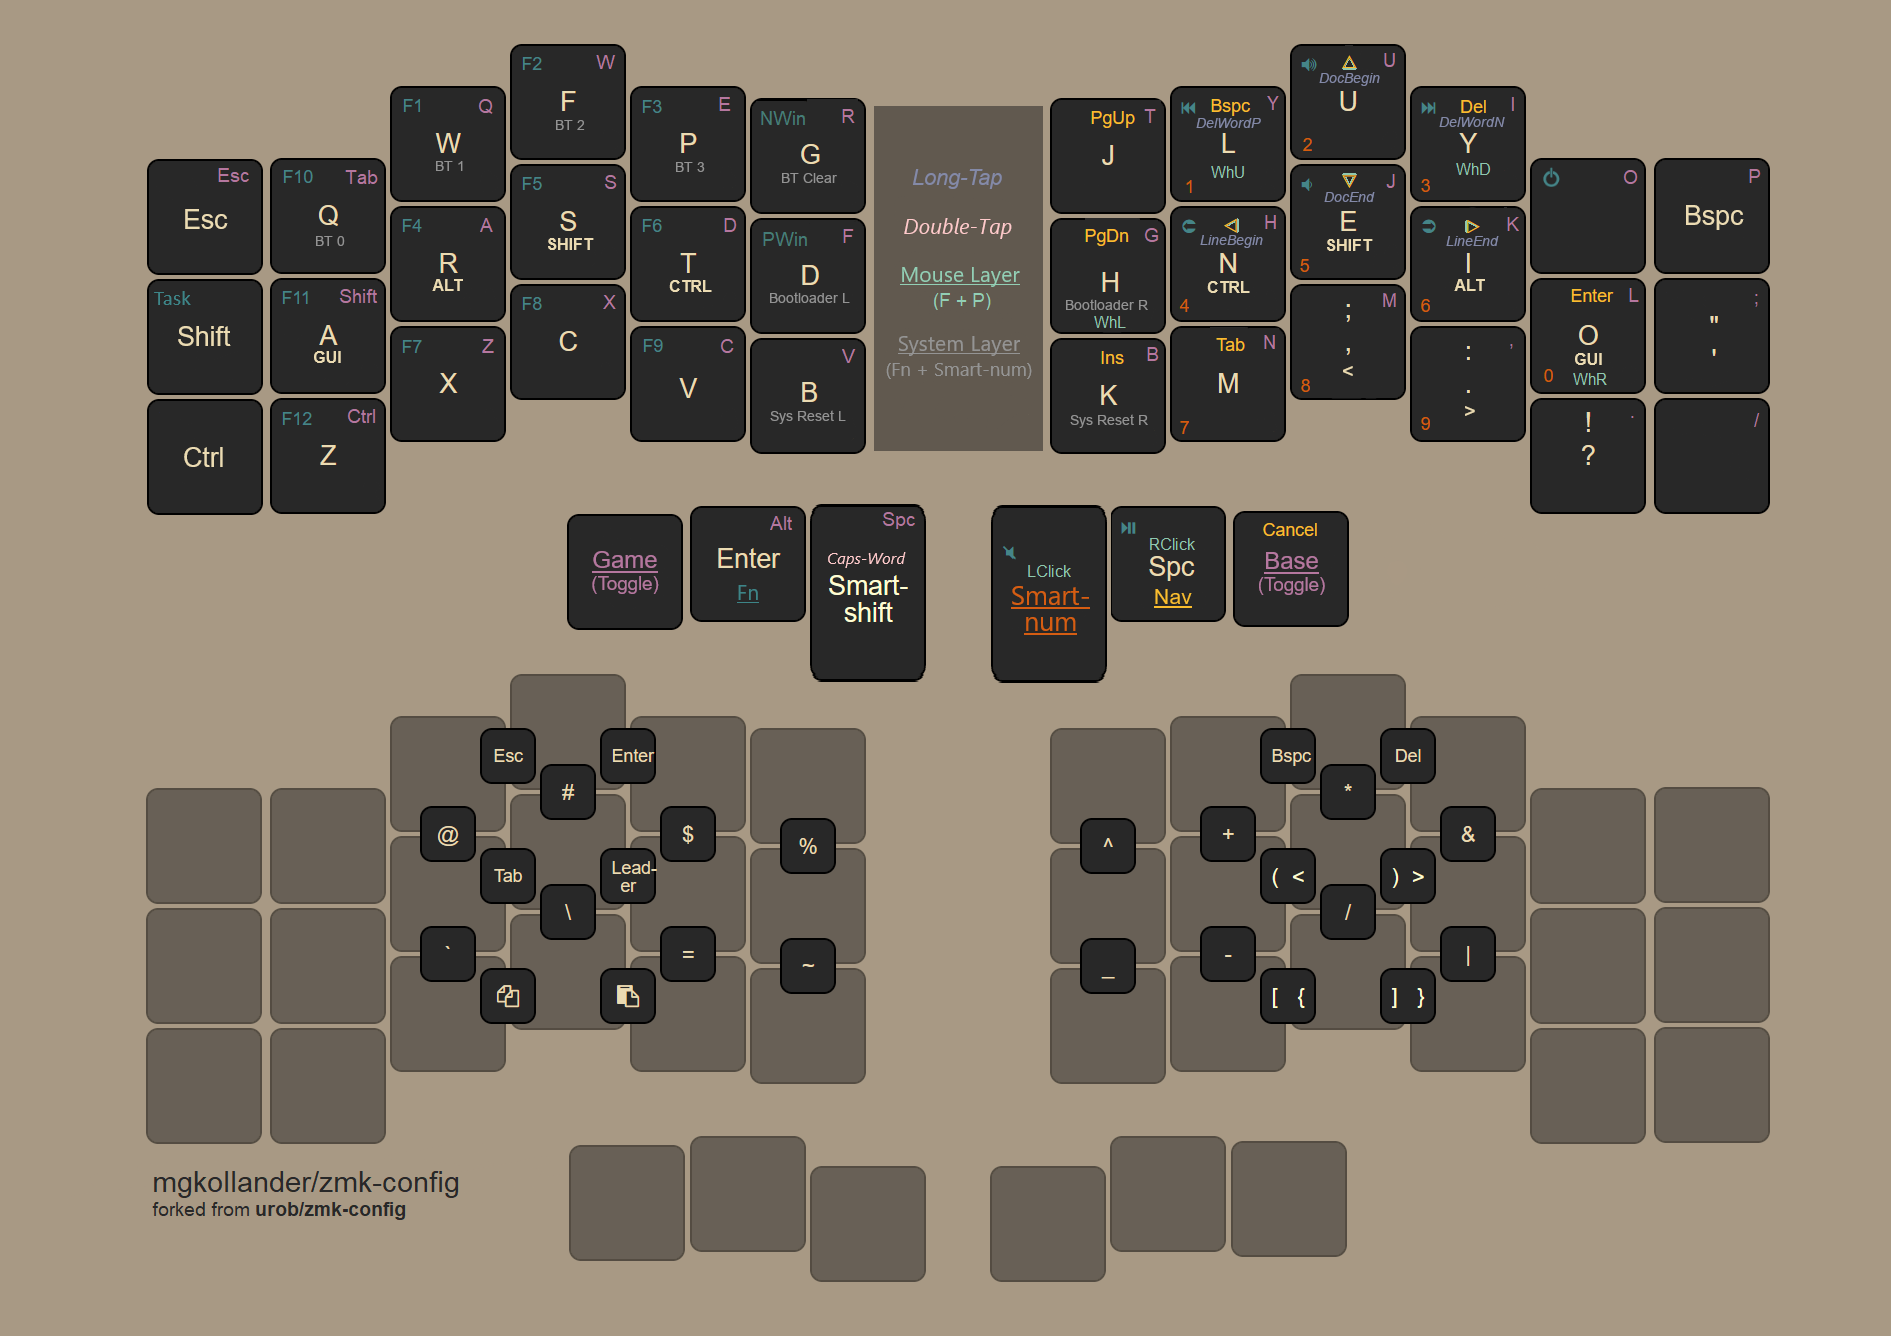 F2 W
F
BT 2
U
DocBegin
U
2
F1 Q
W
BT 1
F3 E
P
BT 3
NWin R
G
BT Clear
PgUp T
J
Bspc Y
DelWordP
L
WhU
1
Del I
DelWordN
Y
WhD
3
Esc
Esc
F10 Tab
Q
BT 0
O
P
Bspc
F5 S
S
SHIFT
Long-Tap
Double-Tap
Mouse Layer
(F + P)
System Layer
(Fn + Smart-num)
J
DocEnd
E
SHIFT
5
F4 A
R
ALT
F6 D
T
CTRL
PWin F
D
Bootloader L
PgDn G
H
Bootloader R
WhL
H
LineBegin
N
CTRL
4
K
LineEnd
I
ALT
6
Task
Shift
F11 Shift
A
GUI
Enter L
O
GUI
WhR
0
;
"
'
F8 X
C
M
;
,
<
8
F7 Z
X
F9 C
V
V
B
Sys Reset L
Ins B
K
Sys Reset R
Tab N
M
7
,
:
.
>
9
Ctrl
F12 Ctrl
Z
.
!
?
/
Game
(Toggle)
Alt
Enter
Fn
Spc
Caps-Word
Smart-
shift
LClick
Smart-
num
RClick
Spc
Nav
Cancel
Base
(Toggle)
Esc Enter Bspc Del
# *
@ $ % ^ + &
Tab Lead-
er ( < ) >
\ /
` = ~ _ - |
[ { ] }
mgkollander/zmk-config
forked from urob/zmk-config